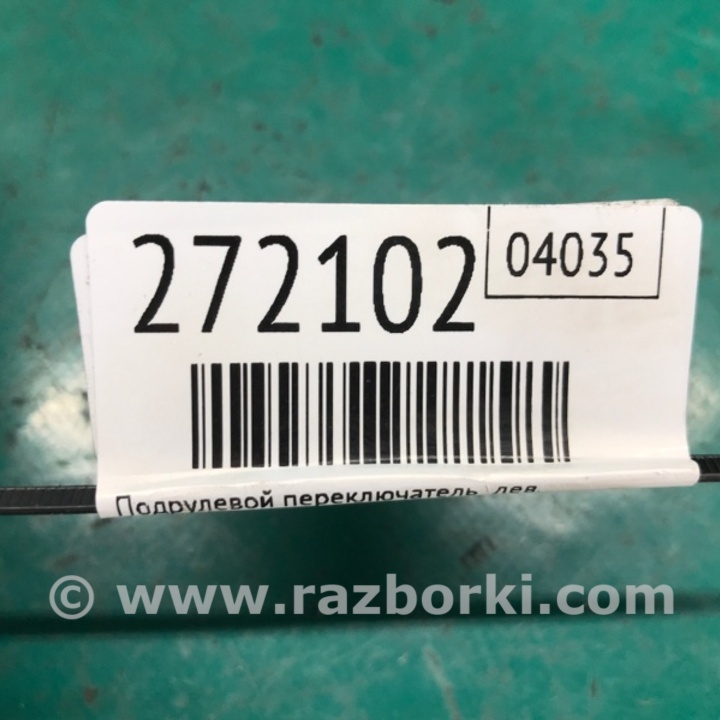 272102
04035
Подрулевой переключатель лев.
© www.razborki.com